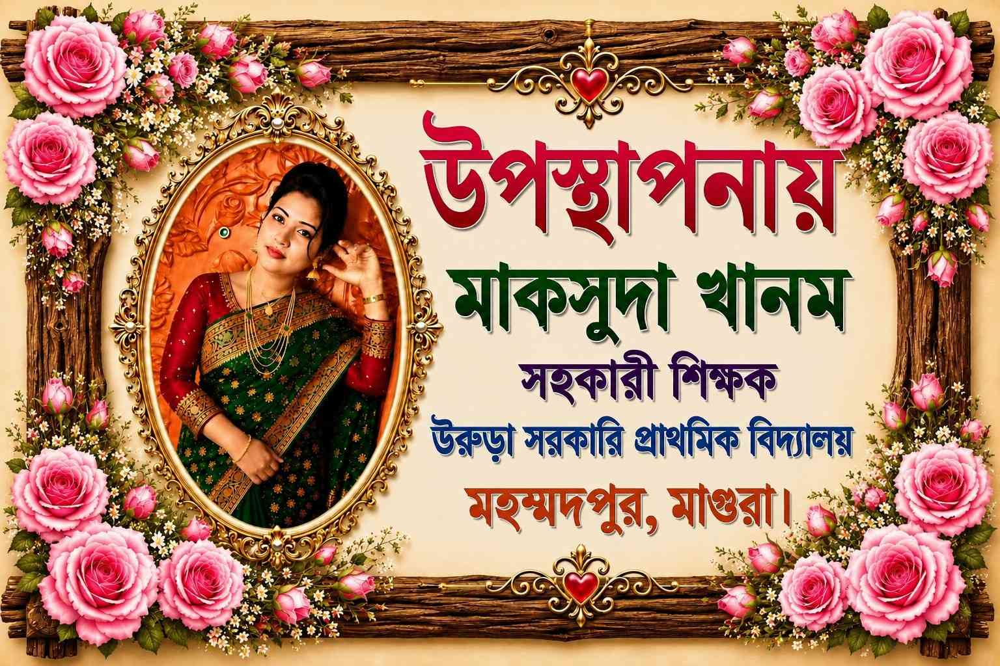 উপস্থাপনায়
মাকসুদা খানম
সহকারী শিক্ষক
উরুড়া সরকারি প্রাথমিক বিদ্যালয়
মহম্মদপুর, মাগুরা।